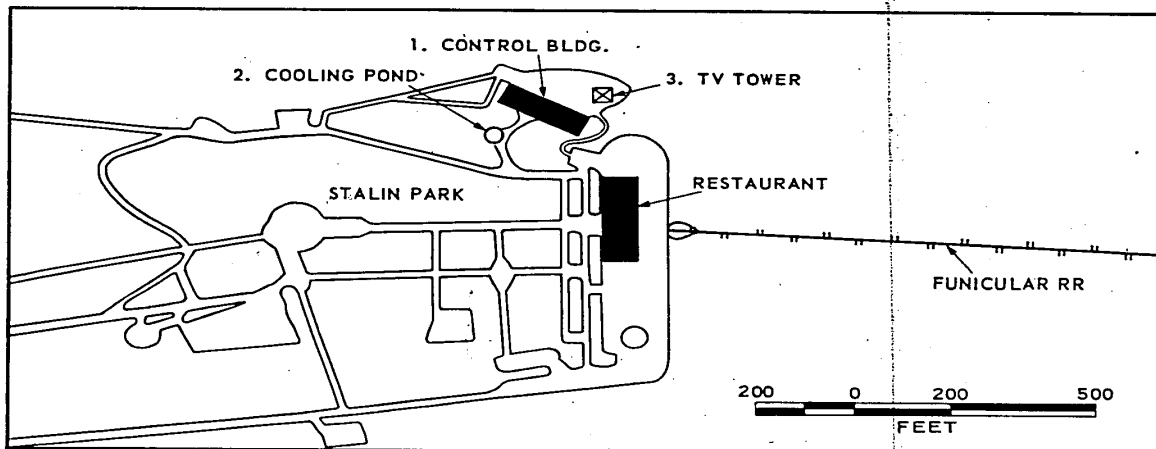 1. CONTROL BLDG.
2. COOLING POND
3. TV TOWER
STALIN PARK
RESTAURANT
FUNICULAR RR
200 0 200 500
FEET